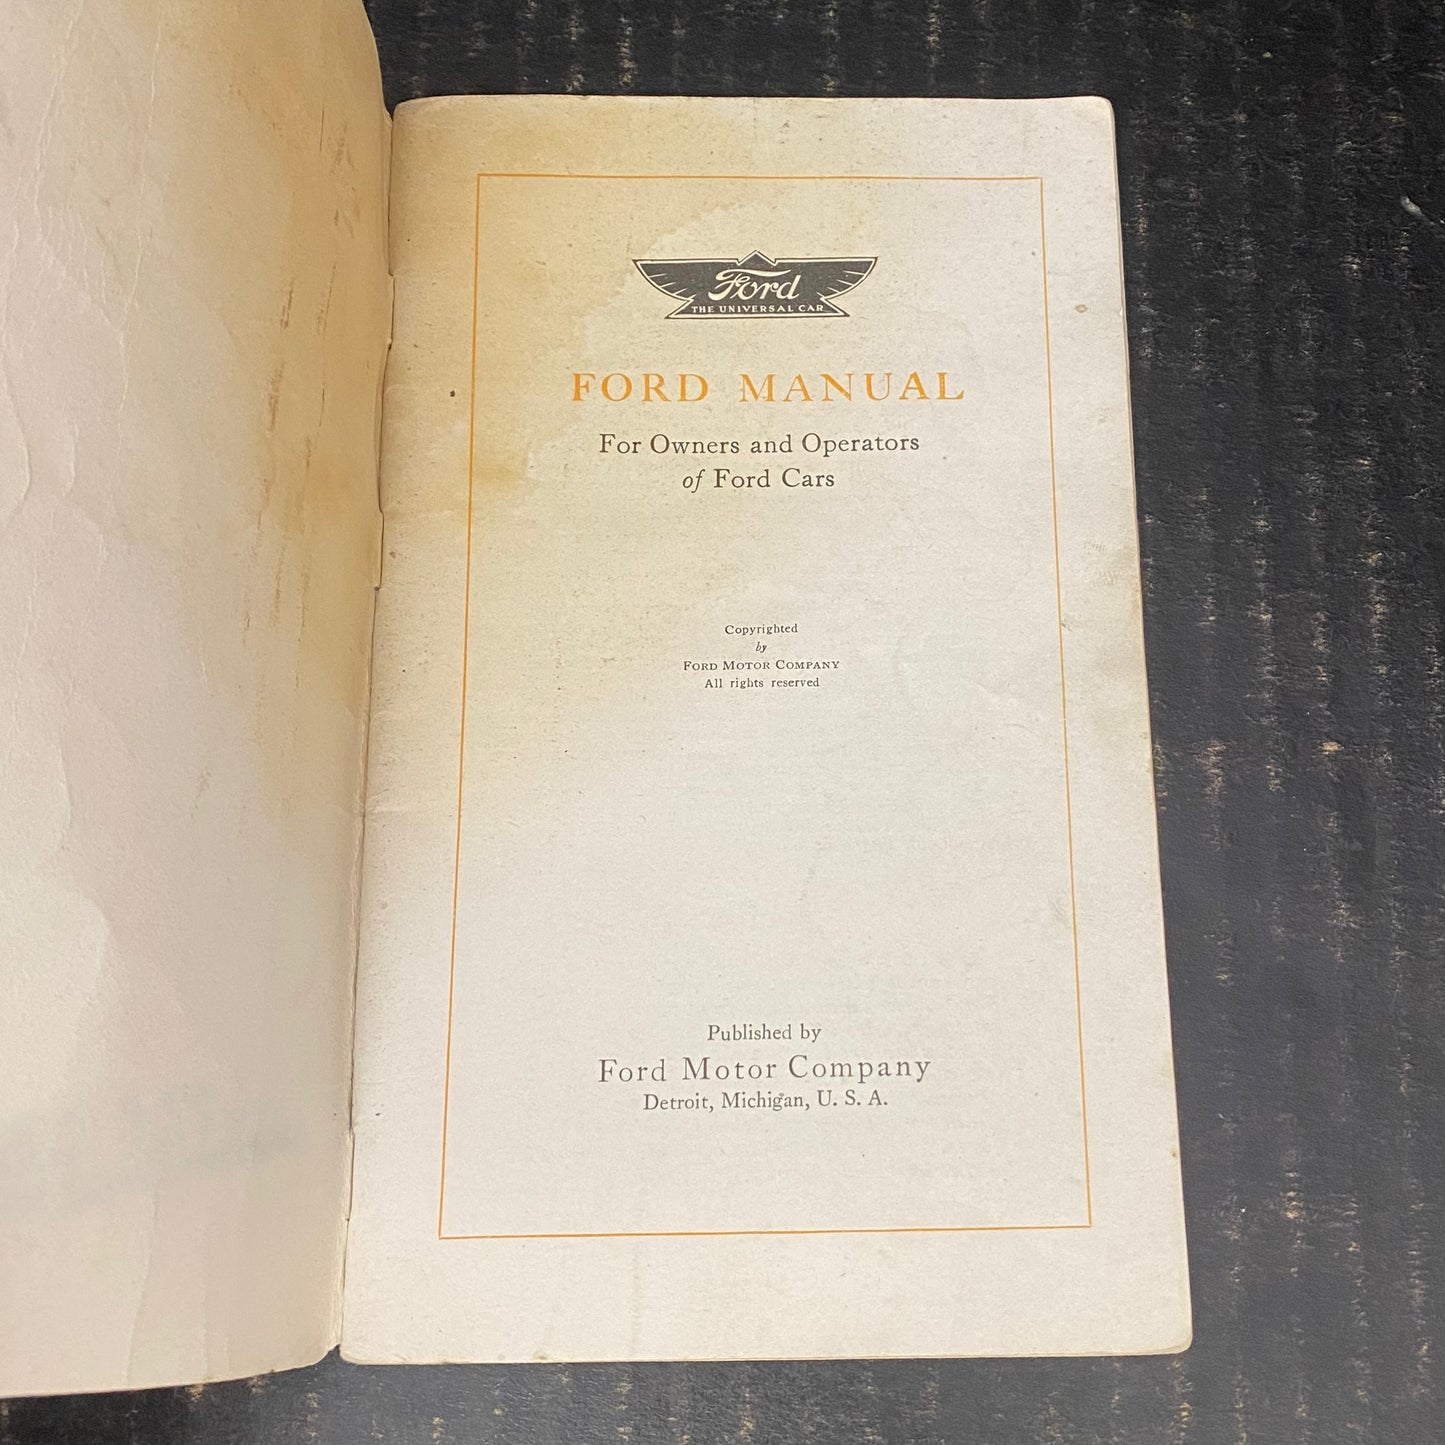 Ford
THE UNIVERSAL CAR
FORD MANUAL
For Owners and Operators
of Ford Cars
Copyrighted
by
FORD MOTOR COMPANY
All rights reserved
Published by
Ford Motor Company
Detroit, Michigan, U. S. A.